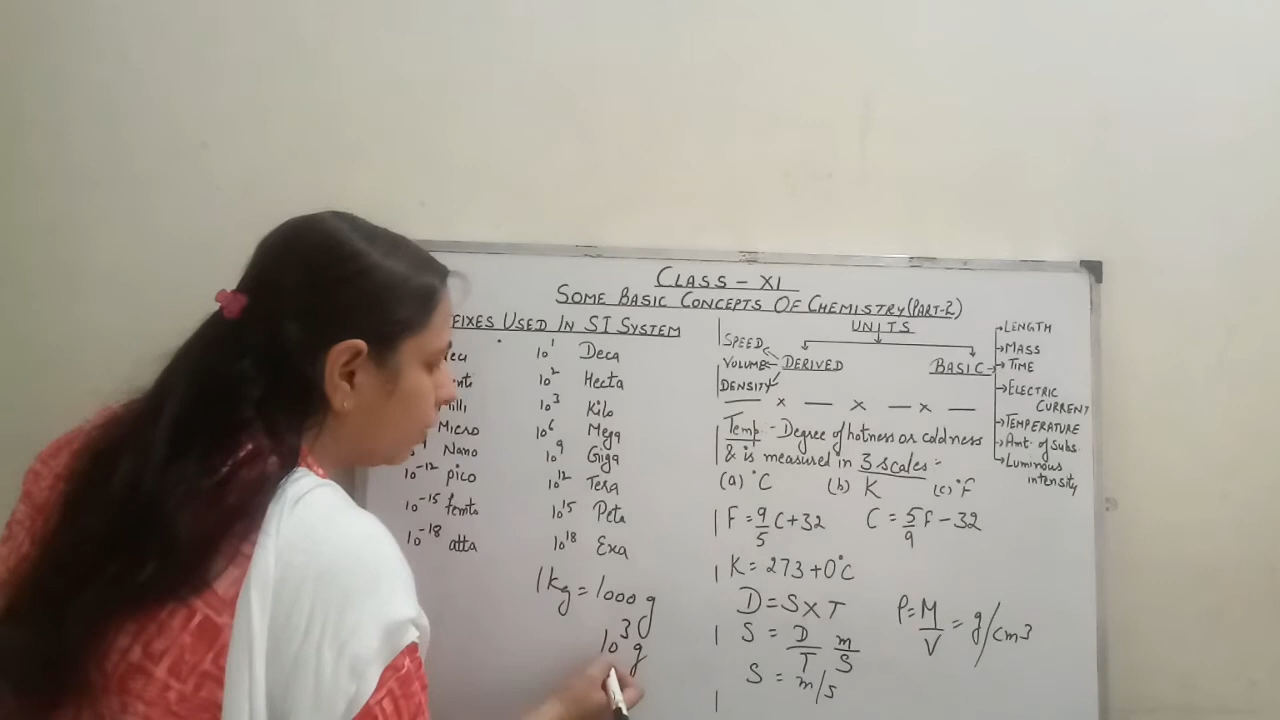 CLASS – XI
SOME BASIC CONCEPTS OF CHEMISTRY (PART-2)
USED IN SI SYSTEM
10¹ Deca
10² Hecta
10³ Kilo
Micro 10⁶ Mega
Nano 10⁹ Giga
10⁻¹² pico 10¹² Tera
10⁻¹⁵ femto 10¹⁵ Peta
10⁻¹⁸ atta 10¹⁸ Exa
1kg = 1000 g
10³ g
UNITS
SPEED
VOLUME DERIVED BASIC
DENSITY
LENGTH
MASS
TIME
ELECTRIC
CURRENT
TEMPERATURE
Amt. of Subs.
Luminous
intensity
— x — x — x —
Temp - Degree of hotness or coldness
& is measured in 3 scales :-
(a) °C (b) K (c) °F
F = 9/5 C + 32 C = 5/9 F – 32
K = 273 + 0°C
D = S X T
S = D/T m/s
S = m/s
P = M/V = g/cm³